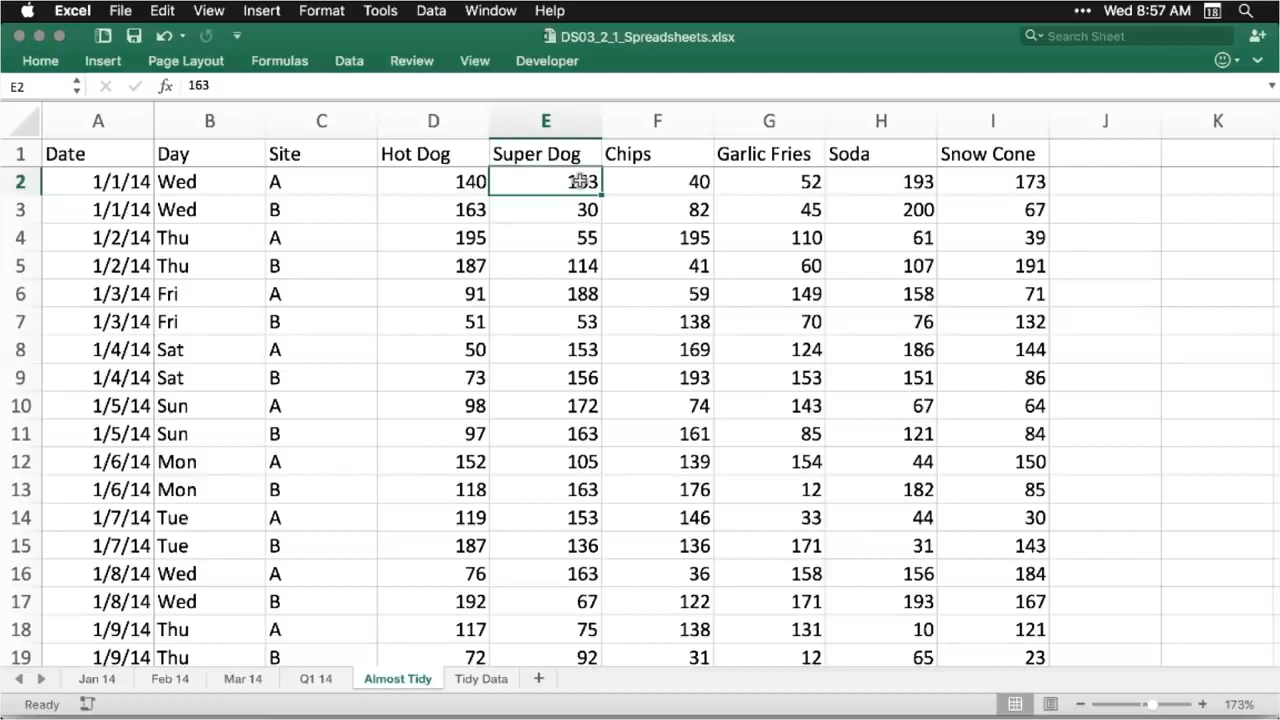 Excel File Edit View Insert Format Tools Data Window Help ••• Wed 8:57 AM 18
DS03_2_1_Spreadsheets.xlsx Search Sheet
Home Insert Page Layout Formulas Data Review View Developer
E2 fx 163
A B C D E F G H I J K
1 Date Day Site Hot Dog Super Dog Chips Garlic Fries Soda Snow Cone
2 1/1/14 Wed A 140 163 40 52 193 173
3 1/1/14 Wed B 163 30 82 45 200 67
4 1/2/14 Thu A 195 55 195 110 61 39
5 1/2/14 Thu B 187 114 41 60 107 191
6 1/3/14 Fri A 91 188 59 149 158 71
7 1/3/14 Fri B 51 53 138 70 76 132
8 1/4/14 Sat A 50 153 169 124 186 144
9 1/4/14 Sat B 73 156 193 153 151 86
10 1/5/14 Sun A 98 172 74 143 67 64
11 1/5/14 Sun B 97 163 161 85 121 84
12 1/6/14 Mon A 152 105 139 154 44 150
13 1/6/14 Mon B 118 163 176 12 182 85
14 1/7/14 Tue A 119 153 146 33 44 30
15 1/7/14 Tue B 187 136 136 171 31 143
16 1/8/14 Wed A 76 163 36 158 156 184
17 1/8/14 Wed B 192 67 122 171 193 167
18 1/9/14 Thu A 117 75 138 131 10 121
19 1/9/14 Thu B 72 92 31 12 65 23
Jan 14 Feb 14 Mar 14 Q1 14 Almost Tidy Tidy Data +
Ready − + 173%